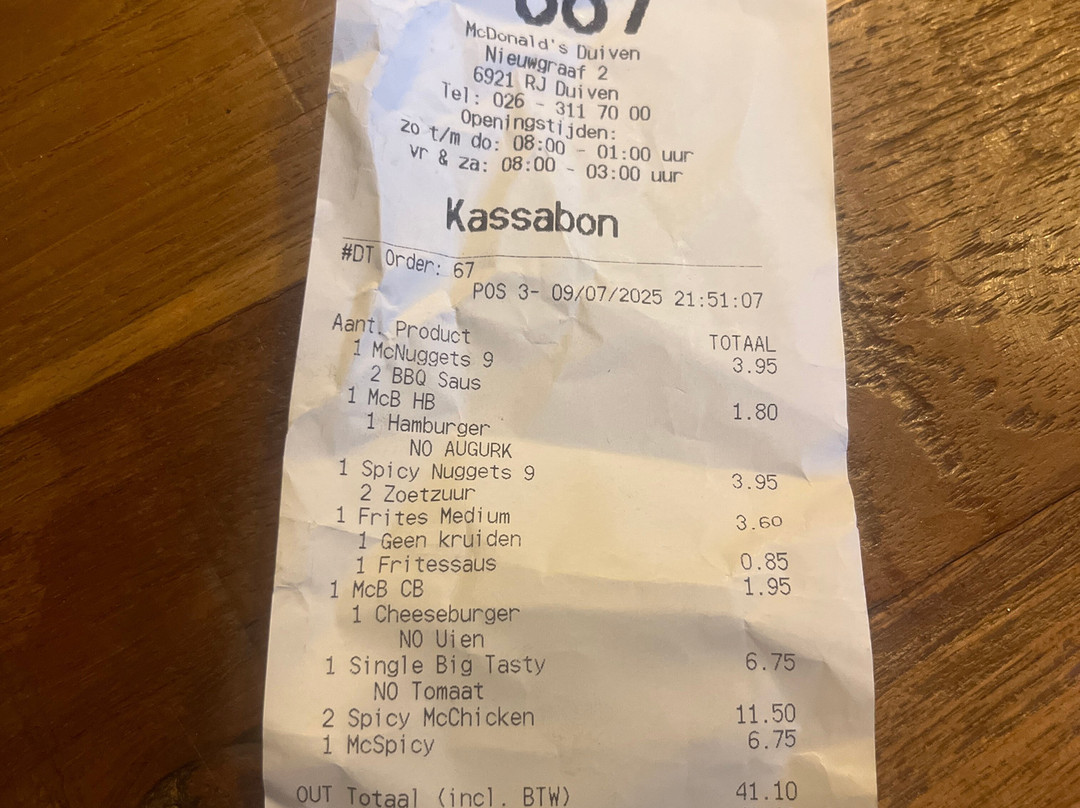 McDonald's Duiven
Nieuwgraaf 2
6921 RJ Duiven
Tel: 026 - 311 70 00
Openingstijden:
zo t/m do: 08:00 - 01:00 uur
vr & za: 08:00 - 03:00 uur
Kassabon
#DT Order: 67
POS 3- 09/07/2025 21:51:07
Aant. Product TOTAAL
1 McNuggets 9 3.95
2 BBQ Saus
1 McB HB 1.80
1 Hamburger
NO AUGURK
1 Spicy Nuggets 9 3.95
2 Zoetzuur
1 Frites Medium 3.60
1 Geen kruiden
1 Fritessaus 0.85
1 McB CB 1.95
1 Cheeseburger
NO Uien
1 Single Big Tasty 6.75
NO Tomaat
2 Spicy McChicken 11.50
1 McSpicy 6.75
OUT Totaal (incl. BTW) 41.10